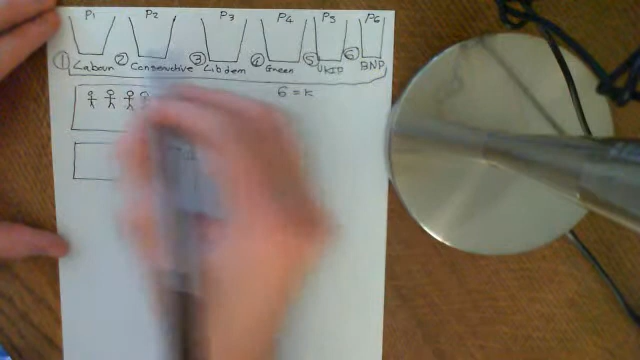 P1 P2 P3 P4 P5 P6
① Labour ② Conservative ③ Lib dem ④ Green ⑤ UKIP ⑥ BNP
6 = k